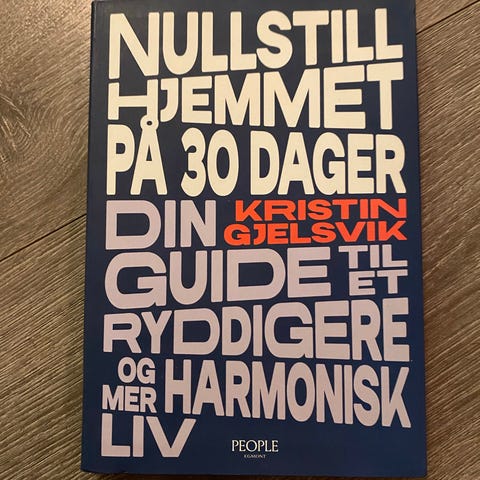 NULLSTILL
HJEMMET
PÅ 30 DAGER
KRISTIN
GJELSVIK
DIN
GUIDE TIL ET
RYDDIGERE
OG MER HARMONISK
LIV
PEOPLE
EGMONT